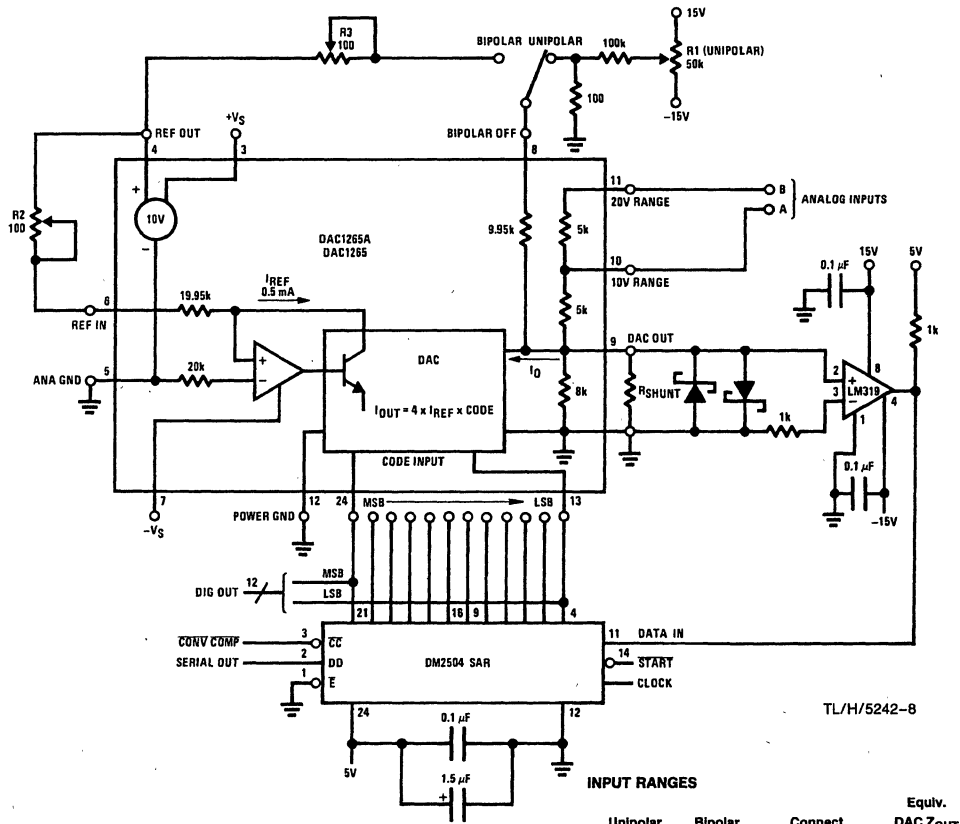 15V
R3
100
BIPOLAR UNIPOLAR
100k
R1 (UNIPOLAR)
50k
100
-15V
+VS
REF OUT
BIPOLAR OFF
4
3
8
11
20V RANGE
B
A
ANALOG INPUTS
R2
100
+
10V
-
DAC1265A
DAC1265
9.95k
5k
10
10V RANGE
15V
5V
0.1 µF
IREF
0.5 mA
6
REF IN
19.95k
5k
1k
DAC
9
DAC OUT
IO
5
ANA GND
20k
+
-
8k
RSHUNT
2
+
8
3
-
LM319
4
1
IOUT = 4 x IREF x CODE
1k
CODE INPUT
0.1 µF
-15V
7
-VS
12
POWER GND
24
MSB
LSB
13
MSB
12
DIG OUT
LSB
21
16
9
4
CONV COMP
3
CC
11
DATA IN
SERIAL OUT
2
DD
DM2504 SAR
14
START
1
E
CLOCK
24
12
TL/H/5242-8
0.1 µF
5V
1.5 µF
+
INPUT RANGES
Equiv.
Unipolar
Bipolar
Connect
DAC ZOUT